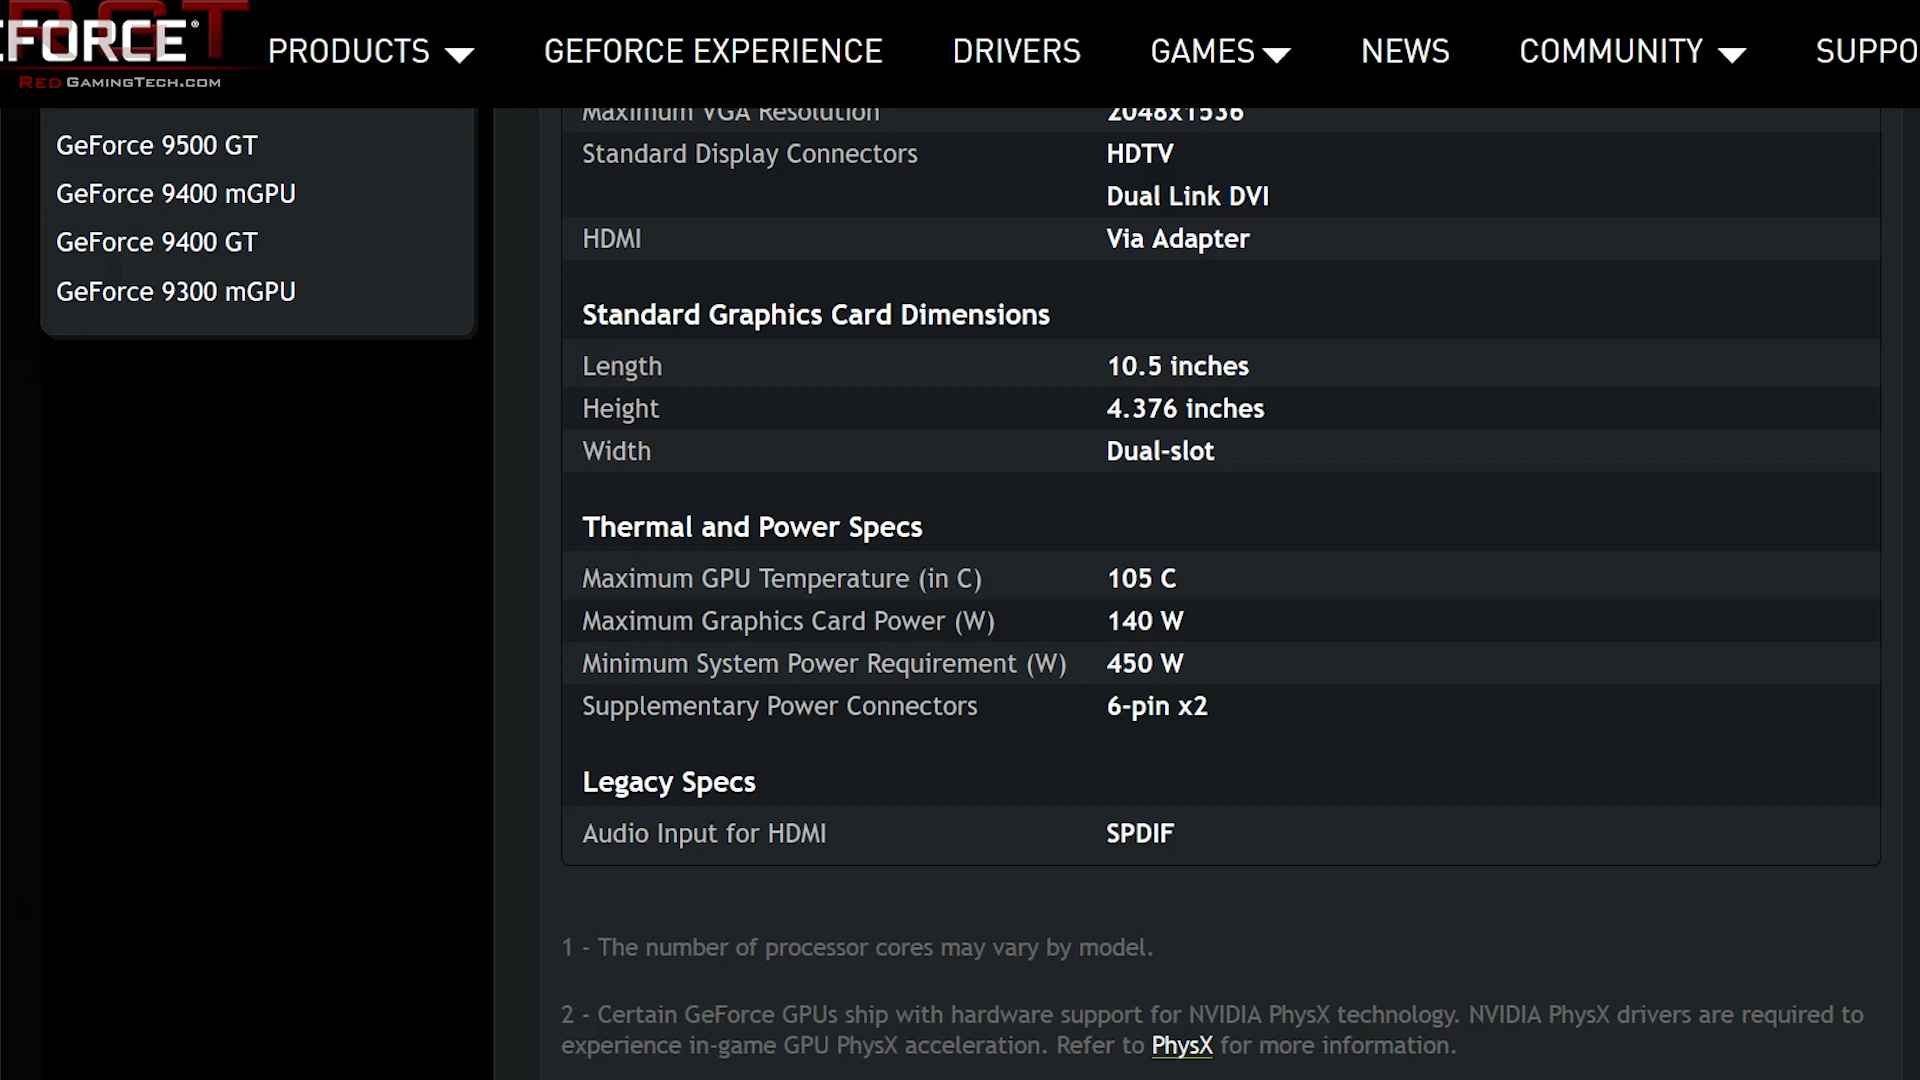 RGT
EFORCE®
RED GAMINGTECH.COM
PRODUCTS
GEFORCE EXPERIENCE
DRIVERS
GAMES
NEWS
COMMUNITY
SUPPO
GeForce 9500 GT
GeForce 9400 mGPU
GeForce 9400 GT
GeForce 9300 mGPU
Maximum VGA Resolution 2048x1536
Standard Display Connectors HDTV
Dual Link DVI
HDMI Via Adapter
Standard Graphics Card Dimensions
Length 10.5 inches
Height 4.376 inches
Width Dual-slot
Thermal and Power Specs
Maximum GPU Temperature (in C) 105 C
Maximum Graphics Card Power (W) 140 W
Minimum System Power Requirement (W) 450 W
Supplementary Power Connectors 6-pin x2
Legacy Specs
Audio Input for HDMI SPDIF
1 - The number of processor cores may vary by model.
2 - Certain GeForce GPUs ship with hardware support for NVIDIA PhysX technology. NVIDIA PhysX drivers are required to
experience in-game GPU PhysX acceleration. Refer to PhysX for more information.